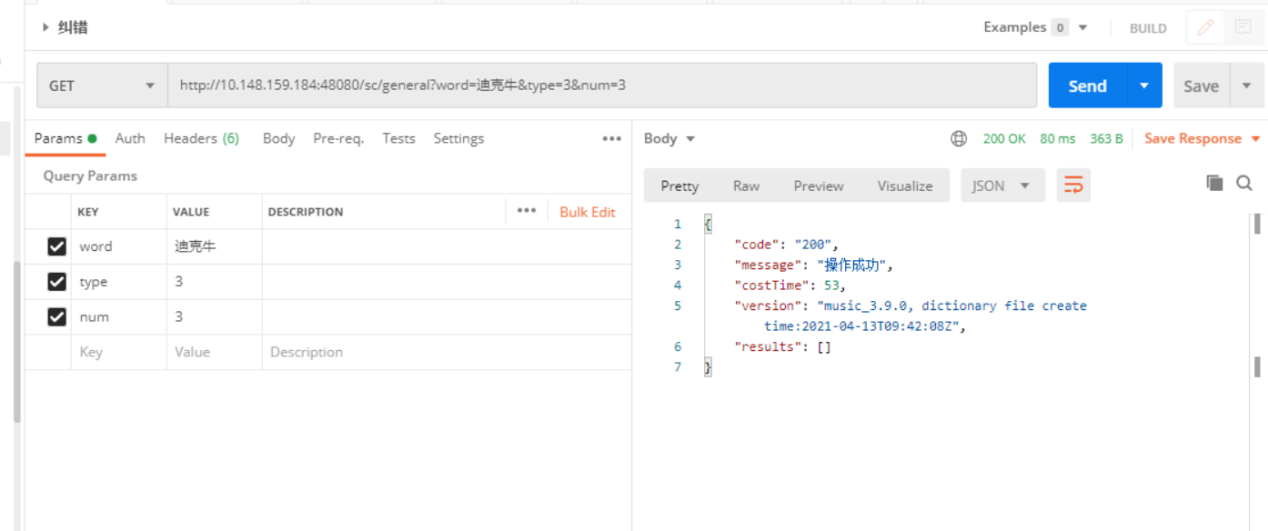 纠错
Examples 0
BUILD
GET
http://10.148.159.184:48080/sc/general?word=迪克牛&type=3&num=3
Send
Save
Params Auth Headers (6) Body Pre-req. Tests Settings •••
Query Params
KEY VALUE DESCRIPTION ••• Bulk Edit
word 迪克牛
type 3
num 3
Key Value Description
Body 200 OK 80 ms 363 B Save Response
Pretty Raw Preview Visualize JSON
1 {
2 "code": "200",
3 "message": "操作成功",
4 "costTime": 53,
5 "version": "music_3.9.0, dictionary file create
time:2021-04-13T09:42:08Z",
6 "results": []
7 }